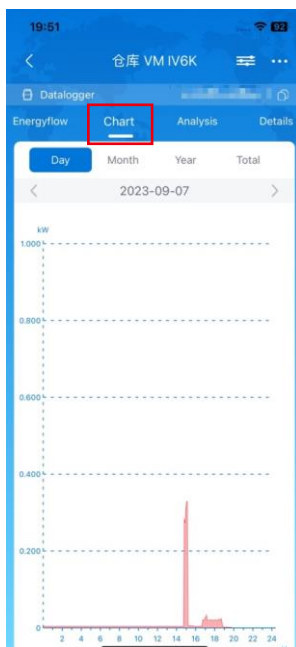 19:51
92
仓库 VM IV6K
Datalogger
Energyflow Chart Analysis Details
Day Month Year Total
2023-09-07
kW
1.000
0.800
0.600
0.400
0.200
0
2 4 6 8 10 12 14 16 18 20 22 24